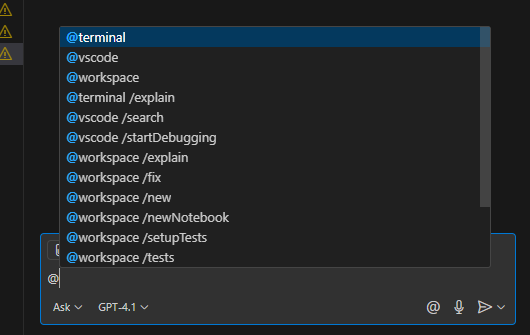 @terminal
@vscode
@workspace
@terminal /explain
@vscode /search
@vscode /startDebugging
@workspace /explain
@workspace /fix
@workspace /new
@workspace /newNotebook
@workspace /setupTests
@workspace /tests
@
Ask GPT-4.1 @